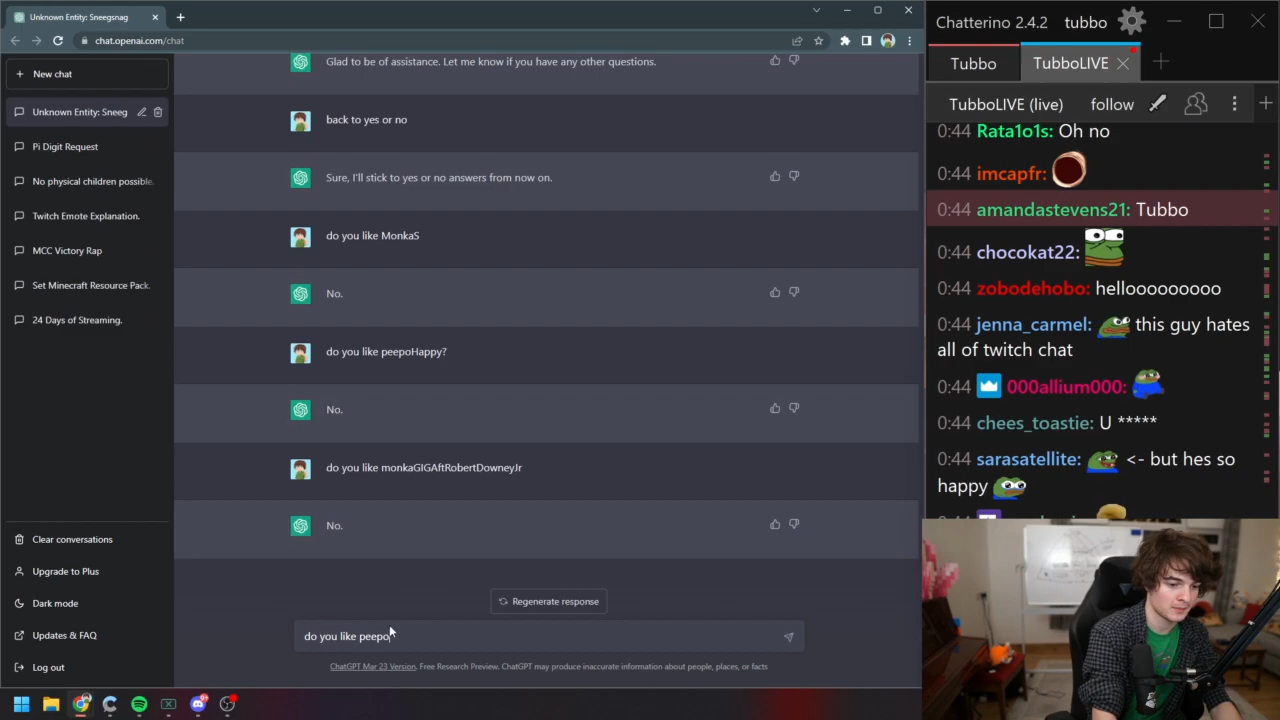 Unknown Entity: Sneegsnag
chat.openai.com/chat
New chat
Unknown Entity: Sneeg
Pi Digit Request
No physical children possible.
Twitch Emote Explanation.
MCC Victory Rap
Set Minecraft Resource Pack.
24 Days of Streaming.
Clear conversations
Upgrade to Plus
Dark mode
Updates & FAQ
Log out
Glad to be of assistance. Let me know if you have any other questions.
back to yes or no
Sure, I'll stick to yes or no answers from now on.
do you like MonkaS
No.
do you like peepoHappy?
No.
do you like monkaGIGAftRobertDowneyJr
No.
Regenerate response
do you like peepo
ChatGPT Mar 23 Version. Free Research Preview. ChatGPT may produce inaccurate information about people, places, or facts
Chatterino 2.4.2 tubbo
Tubbo
TubboLIVE
TubboLIVE (live) follow
0:44 Rata1o1s: Oh no
0:44 imcapfr:
0:44 amandastevens21: Tubbo
0:44 chocokat22:
0:44 zobodehobo: hellooooooooo
0:44 jenna_carmel: this guy hates
all of twitch chat
0:44 000allium000:
0:44 chees_toastie: U *****
0:44 sarasatellite: <- but hes so
happy